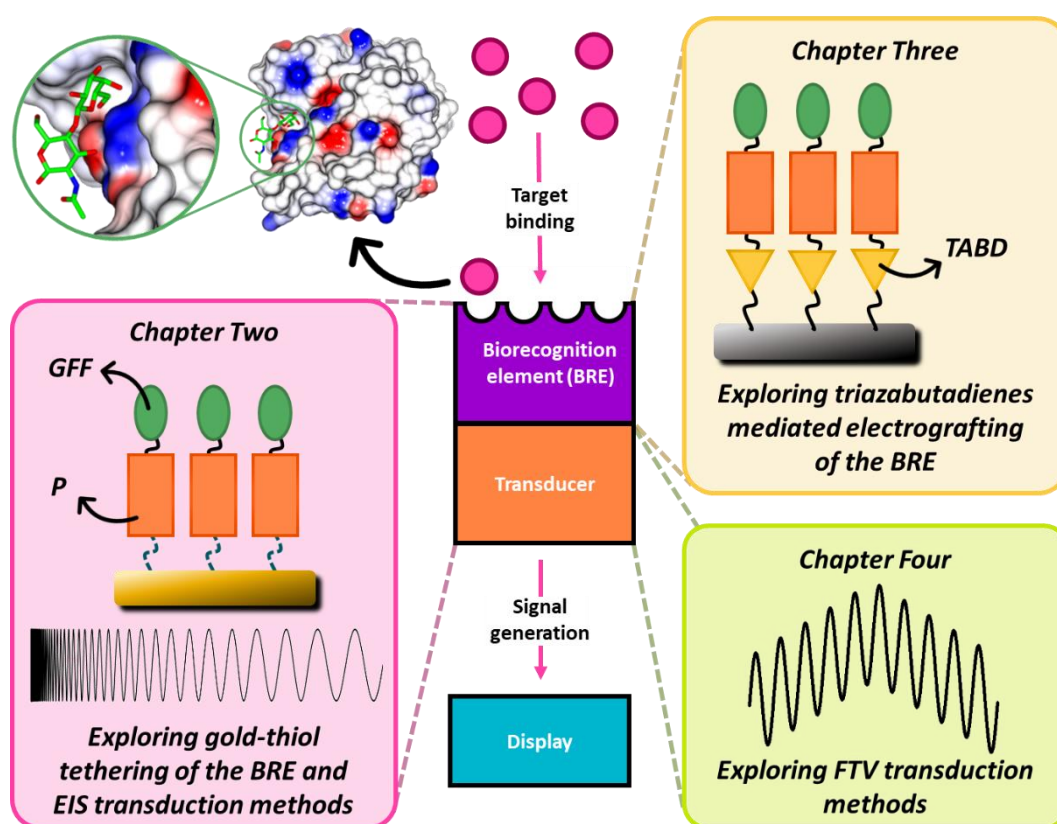 Target
binding
Biorecognition
element (BRE)
Transducer
Signal
generation
Display
Chapter Two
GFF
P
Exploring gold-thiol
tethering of the BRE and
EIS transduction methods
Chapter Three
TABD
Exploring triazabutadienes
mediated electrografting
of the BRE
Chapter Four
Exploring FTV transduction
methods